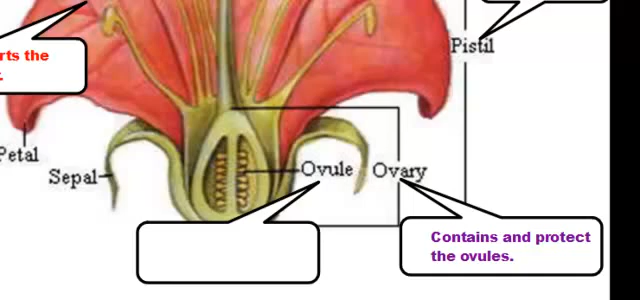 rts the
r.
Pistil
Petal
Sepal
Ovule
Ovary
Contains and protect
the ovules.